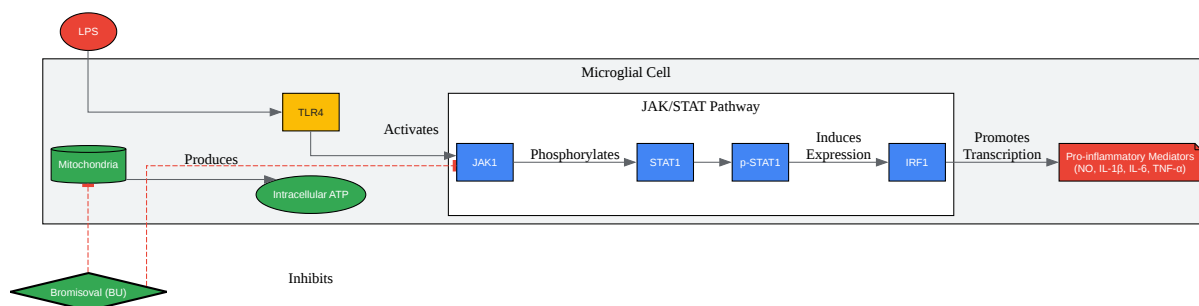 LPS
Microglial Cell
TLR4
JAK/STAT Pathway
Activates
Mitochondria
Produces
Intracellular ATP
JAK1
Phosphorylates
STAT1
p-STAT1
Induces
Expression
IRF1
Promotes
Transcription
Pro-inflammatory Mediators
(NO, IL-1β, IL-6, TNF-α)
Inhibits
Bromisoval (BU)